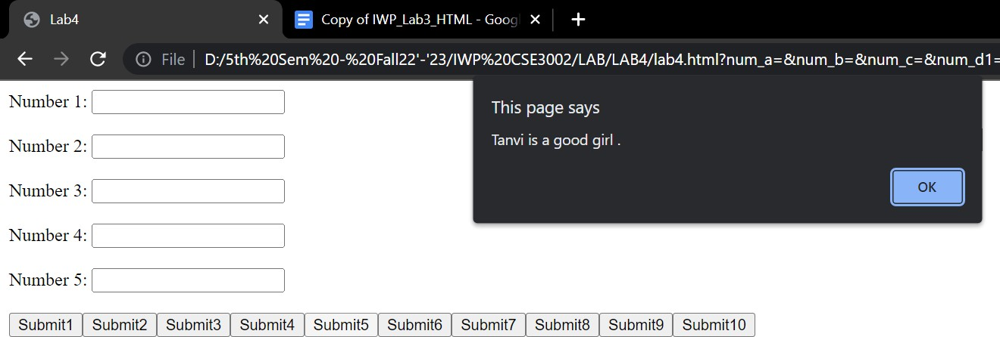 Lab4
Copy of IWP_Lab3_HTML - Goog
File
D:/5th%20Sem%20-%20Fall22'-'23/IWP%20CSE3002/LAB/LAB4/lab4.html?num_a=&num_b=&num_c=&num_d1=
This page says
Tanvi is a good girl .
OK
Number 1:
Number 2:
Number 3:
Number 4:
Number 5:
Submit1 Submit2 Submit3 Submit4 Submit5 Submit6 Submit7 Submit8 Submit9 Submit10